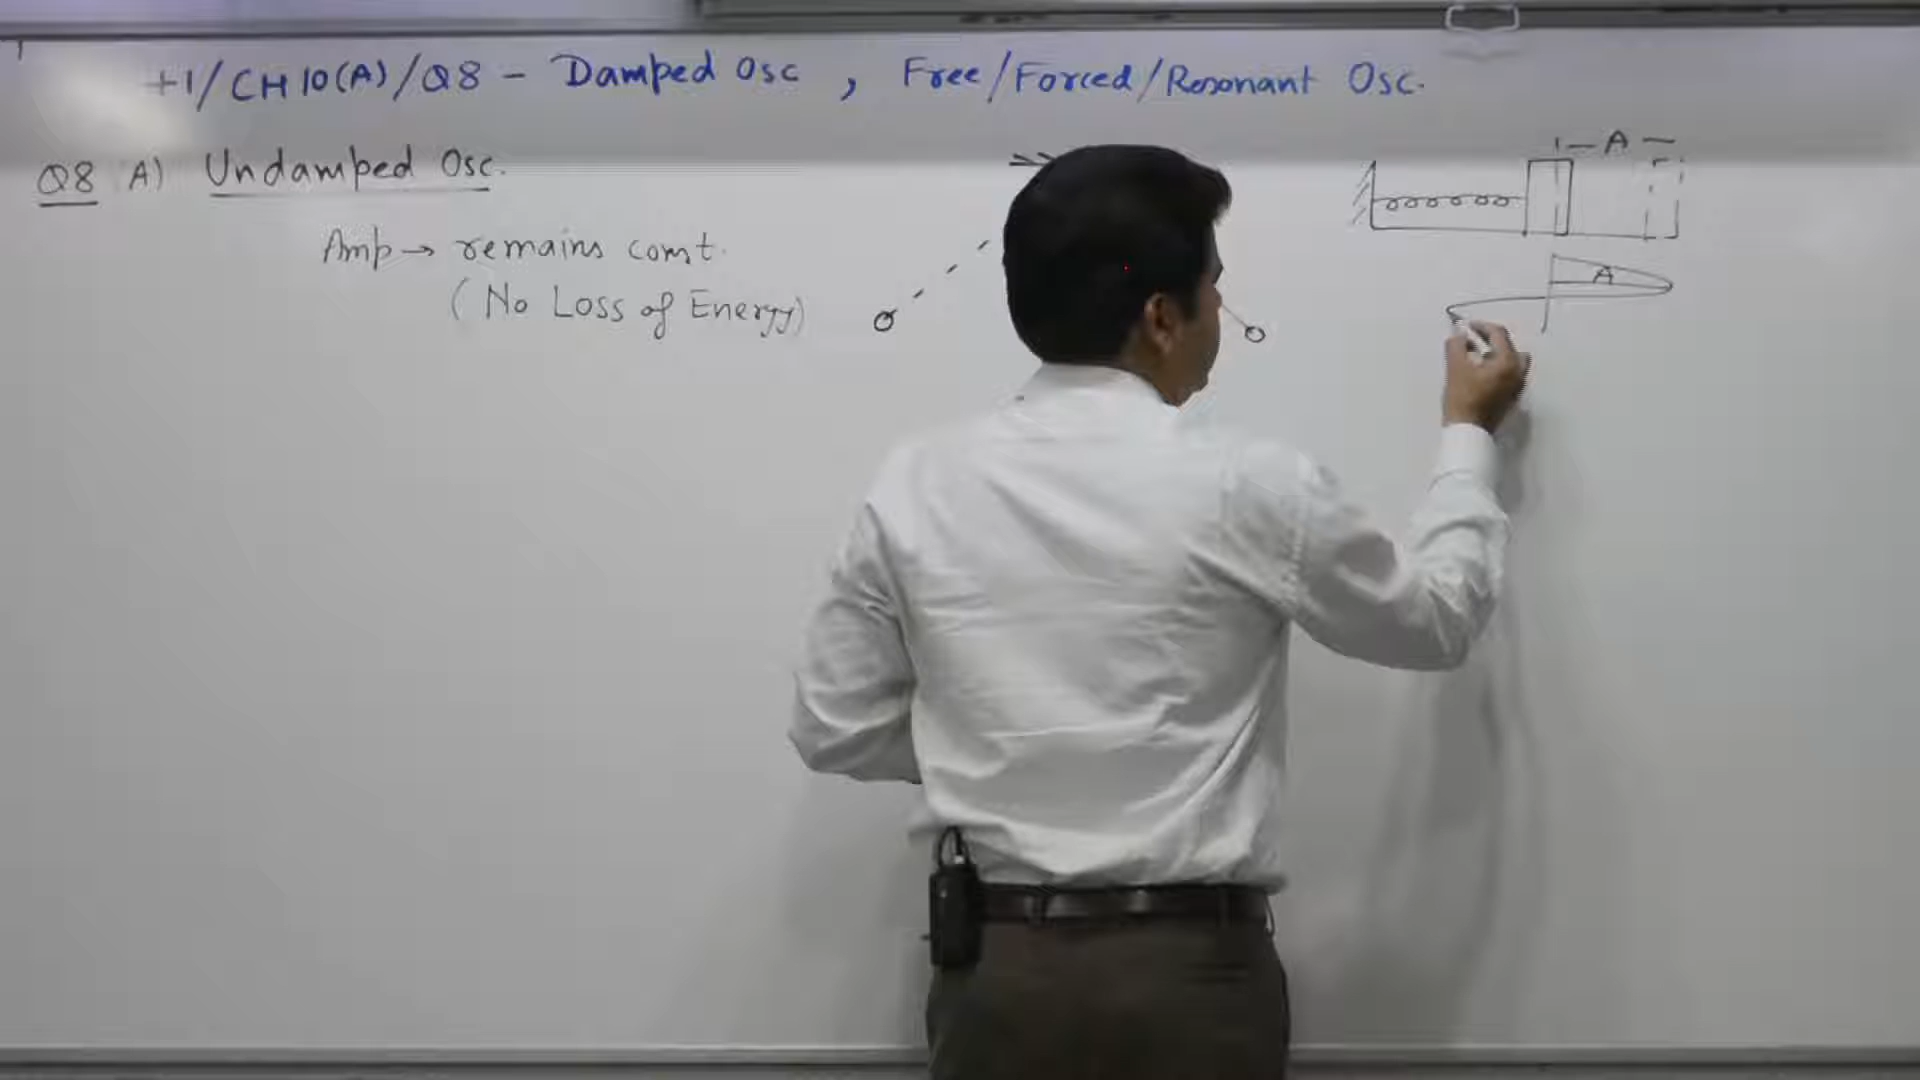 +1/CH10(A)/Q8 - Damped Osc , Free/Forced/Resonant Osc.
Q8 A) Undamped Osc.
Amp → remains const.
(No Loss of Energy)
A
A